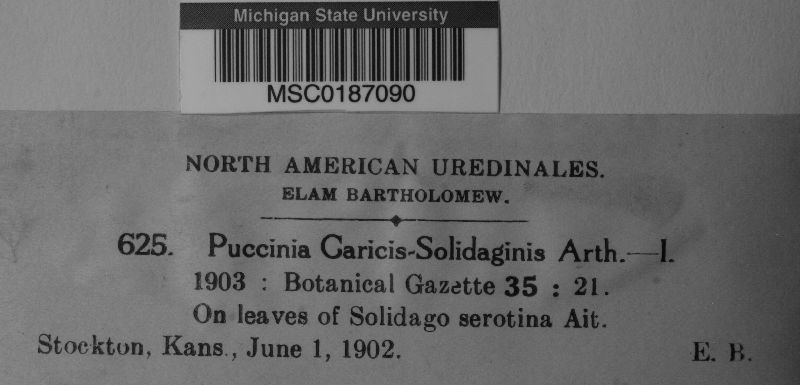 Michigan State University
MSC0187090
NORTH AMERICAN UREDINALES.
ELAM BARTHOLOMEW.
625. Puccinia Caricis-Solidaginis Arth.—I.
1903 : Botanical Gazette 35 : 21.
On leaves of Solidago serotina Ait.
Stockton, Kans., June 1, 1902. E. B.